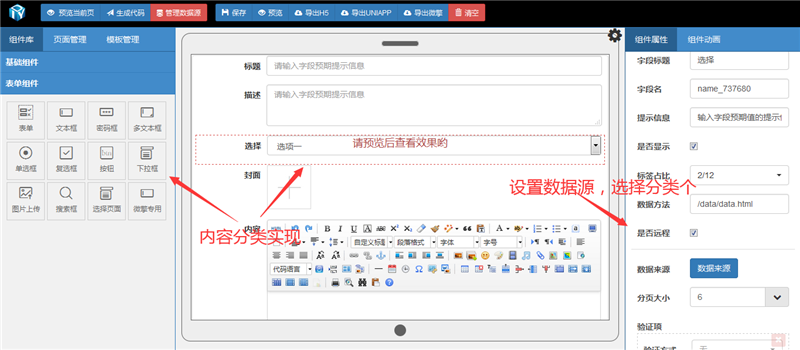 预览当前页 生成代码 管理数据源 保存 预览 导出H5 导出UNIAPP 导出微擎 清空
组件库 页面管理 模板管理
基础组件
表单组件
表单 文本框 密码框 多文本框
单选框 复选框 按钮 下拉框
图片上传 搜索框 选择页面 微擎专用
标题 请输入字段预期提示信息
描述 请输入字段预期提示信息
选择 选项一 请预览后查看效果哟
封面
内容
自定义标题 段落格式 字体 字号
代码语言
内容分类实现
设置数据源，选择分类个
组件属性 组件动画
字段标题 选择
字段名 name_737680
提示信息 输入字段预期值的提示
是否显示
标签占比 2/12
数据方法 /data/data.html
是否远程
数据来源 数据来源
分页大小 6
验证项
验证方式 无